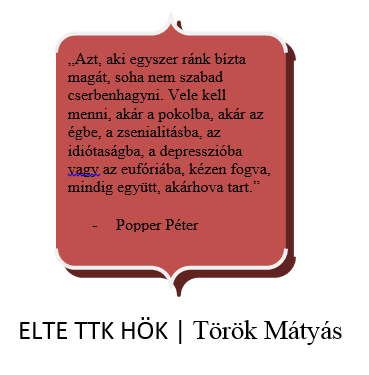 „Azt, aki egyszer ránk bízta
magát, soha nem szabad
cserbenhagyni. Vele kell
menni, akár a pokolba, akár az
égbe, a zsenialitásba, az
idiótaságba, a depresszióba
vagy az eufóriába, kézen fogva,
mindig együtt, akárhova tart.”
- Popper Péter
ELTE TTK HÖK | Török Mátyás